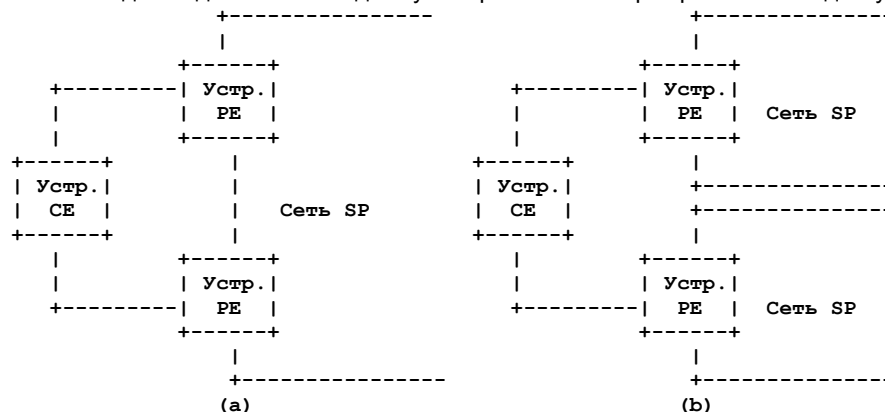 Устр. Устр.
PE PE Сеть SP
Устр. Устр.
CE Сеть SP CE
Устр. Устр.
PE PE Сеть SP
(a) (b)